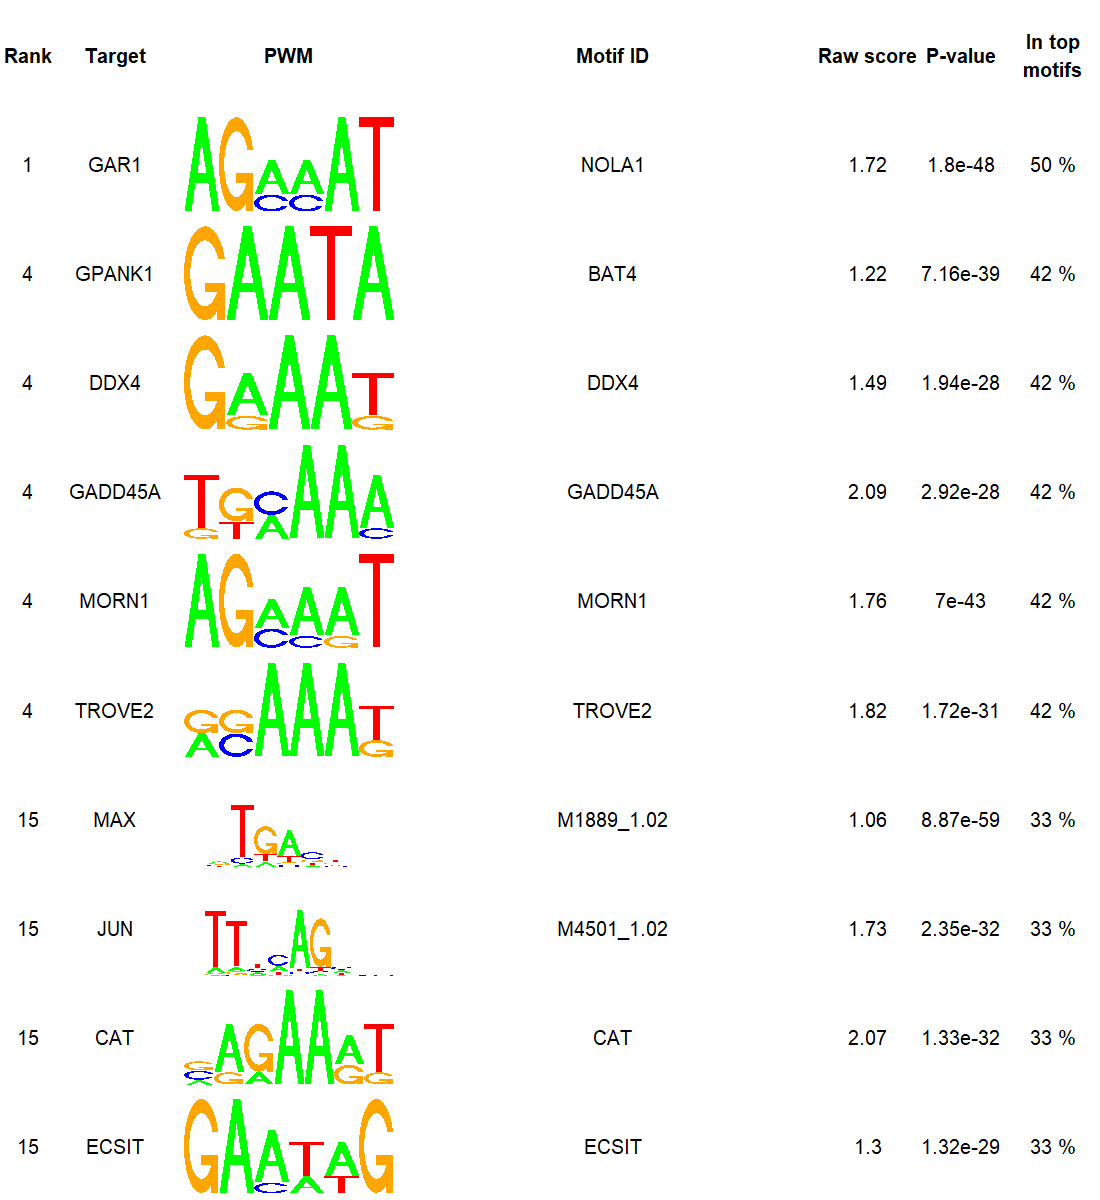 Rank Target PWM Motif ID Raw score P-value In top motifs
1 GAR1 AGAAAT CC NOLA1 1.72 1.8e-48 50 %
4 GPANK1 GAATA BAT4 1.22 7.16e-39 42 %
4 DDX4 GAAAT GG DDX4 1.49 1.94e-28 42 %
4 GADD45A TGCAAA GTAC GADD45A 2.09 2.92e-28 42 %
4 MORN1 AGAAAT CCG MORN1 1.76 7e-43 42 %
4 TROVE2 GGAAAT ACG TROVE2 1.82 1.72e-31 42 %
15 MAX TGAC M1889_1.02 1.06 8.87e-59 33 %
15 JUN TTCAG M4501_1.02 1.73 2.35e-32 33 %
15 CAT GAGAAAT CGAGG A CAT 2.07 1.33e-32 33 %
15 ECSIT GAATAG CAT ECSIT 1.3 1.32e-29 33 %